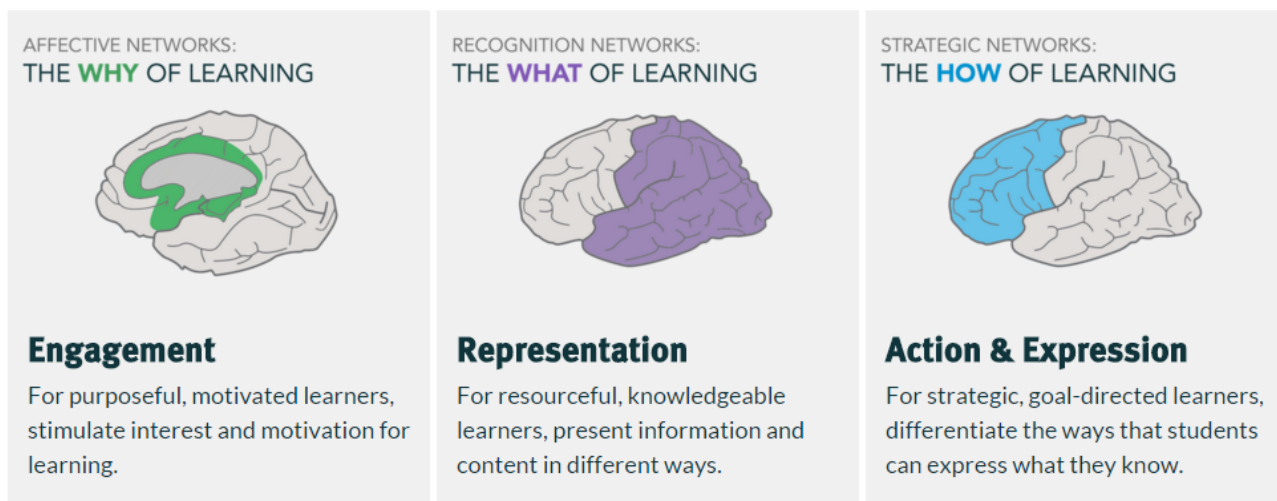 AFFECTIVE NETWORKS:
THE WHY OF LEARNING
Engagement
For purposeful, motivated learners,
stimulate interest and motivation for
learning.
RECOGNITION NETWORKS:
THE WHAT OF LEARNING
Representation
For resourceful, knowledgeable
learners, present information and
content in different ways.
STRATEGIC NETWORKS:
THE HOW OF LEARNING
Action & Expression
For strategic, goal-directed learners,
differentiate the ways that students
can express what they know.